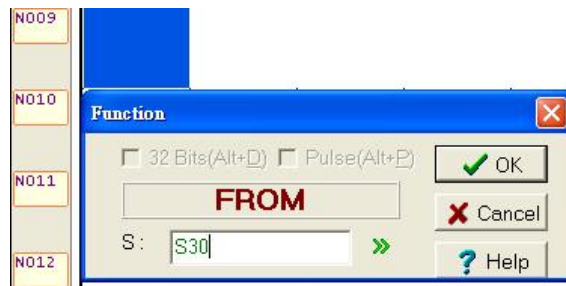 N009
N010
Function
32 Bits(Alt+D) Pulse(Alt+P)
OK
N011
FROM
Cancel
S: S30
N012
Help